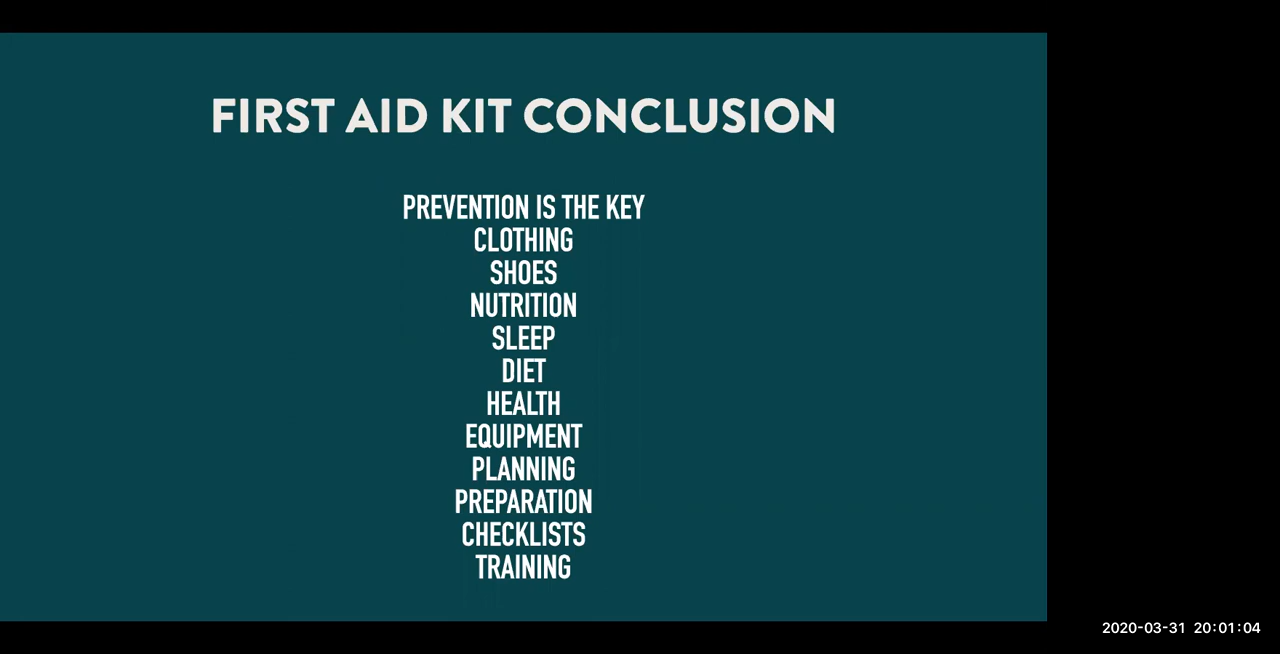 FIRST AID KIT CONCLUSION
PREVENTION IS THE KEY
CLOTHING
SHOES
NUTRITION
SLEEP
DIET
HEALTH
EQUIPMENT
PLANNING
PREPARATION
CHECKLISTS
TRAINING
2020-03-31 20:01:04